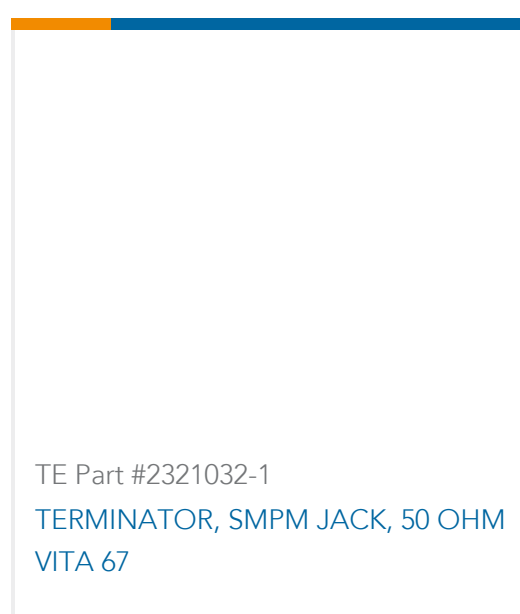 TE Part #2321032-1
TERMINATOR, SMPM JACK, 50 OHM
VITA 67